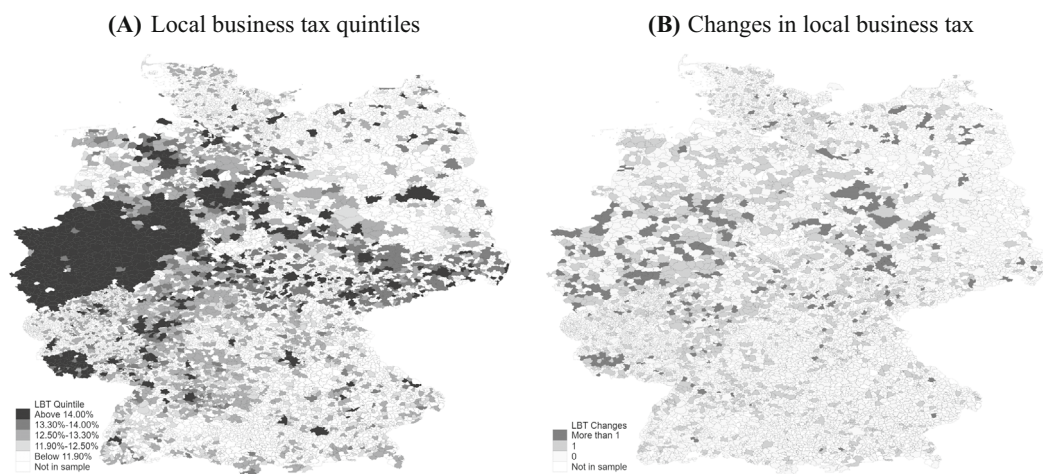 (A) Local business tax quintiles
(B) Changes in local business tax
LBT Quintile
Above 14.00%
13.30%-14.00%
12.50%-13.30%
11.90%-12.50%
Below 11.90%
Not in sample
LBT Changes
More than 1
1
0
Not in sample